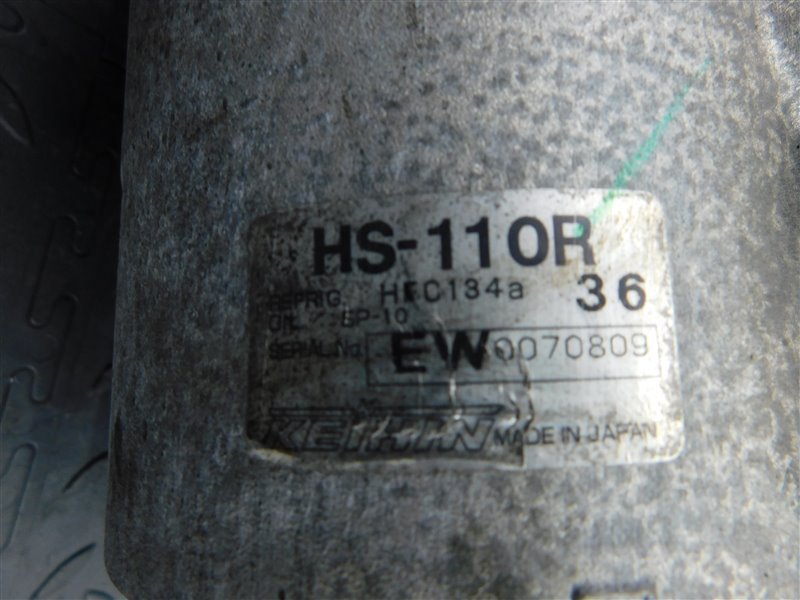 HS-110R
REFRIG. HFC134a 36
OIL SP-10
SERIAL No. EW 0070809
KEIHIN MADE IN JAPAN